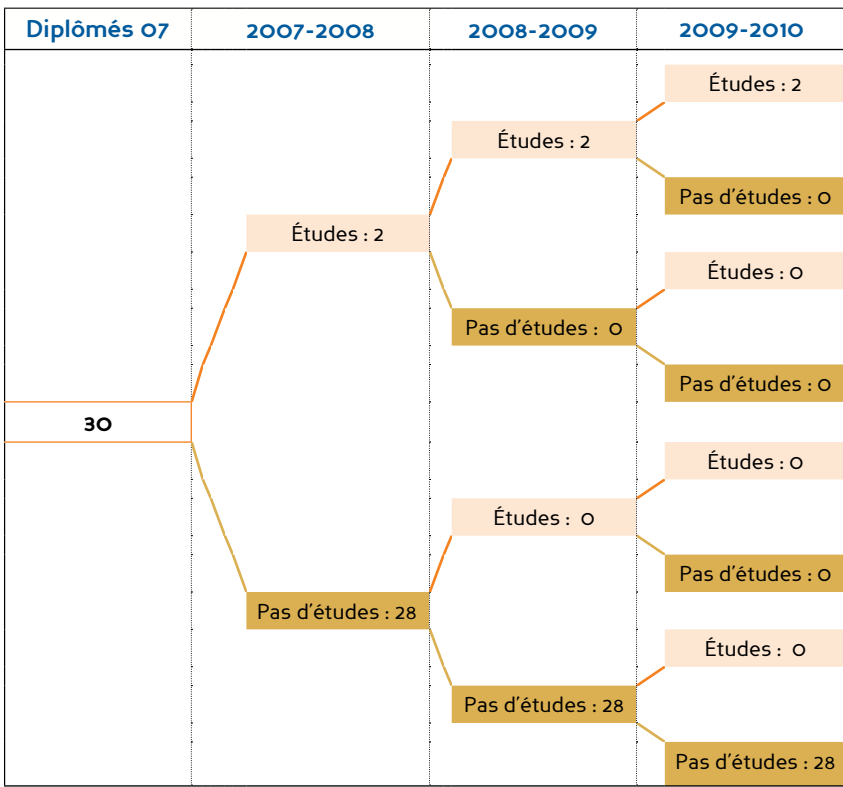 Diplômés 07 2007-2008 2008-2009 2009-2010
Études : 2
Études : 2
Pas d'études : 0
Études : 2
Études : 0
Pas d'études : 0
Pas d'études : 0
30
Études : 0
Études : 0
Pas d'études : 0
Pas d'études : 28
Études : 0
Pas d'études : 28
Pas d'études : 28